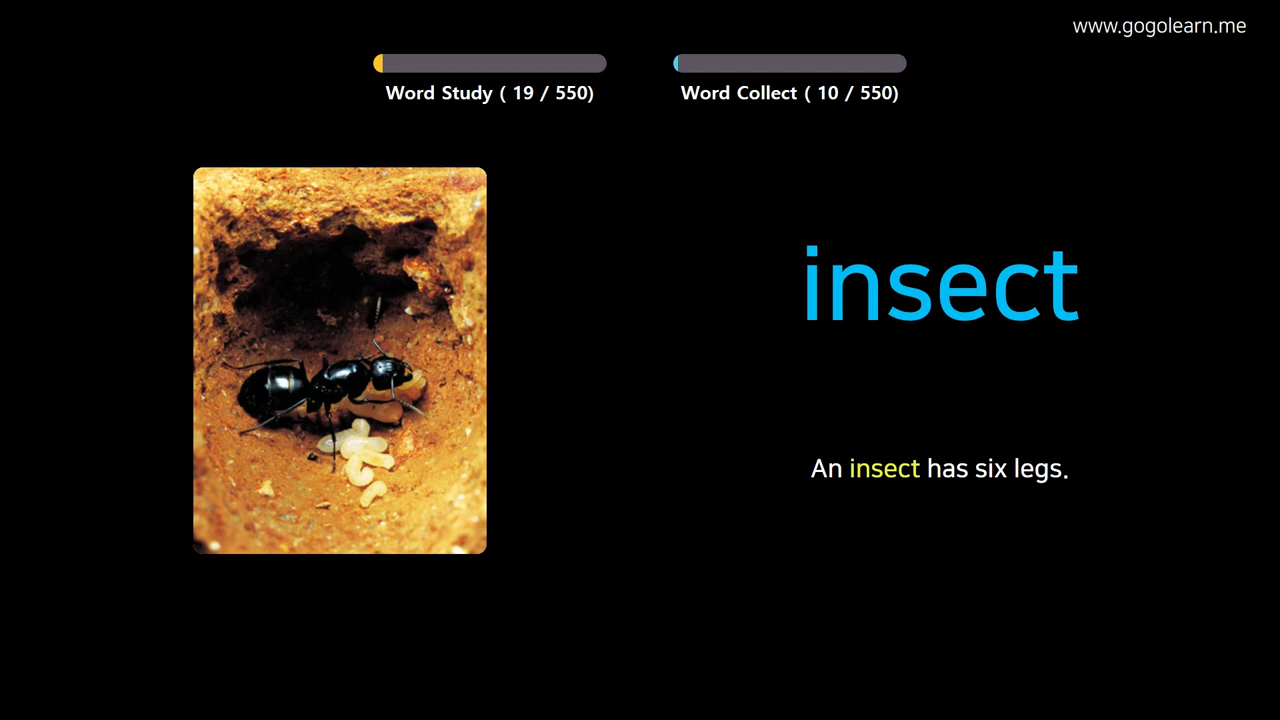 www.gogolearn.me
Word Study ( 19 / 550)
Word Collect ( 10 / 550)
insect
An insect has six legs.